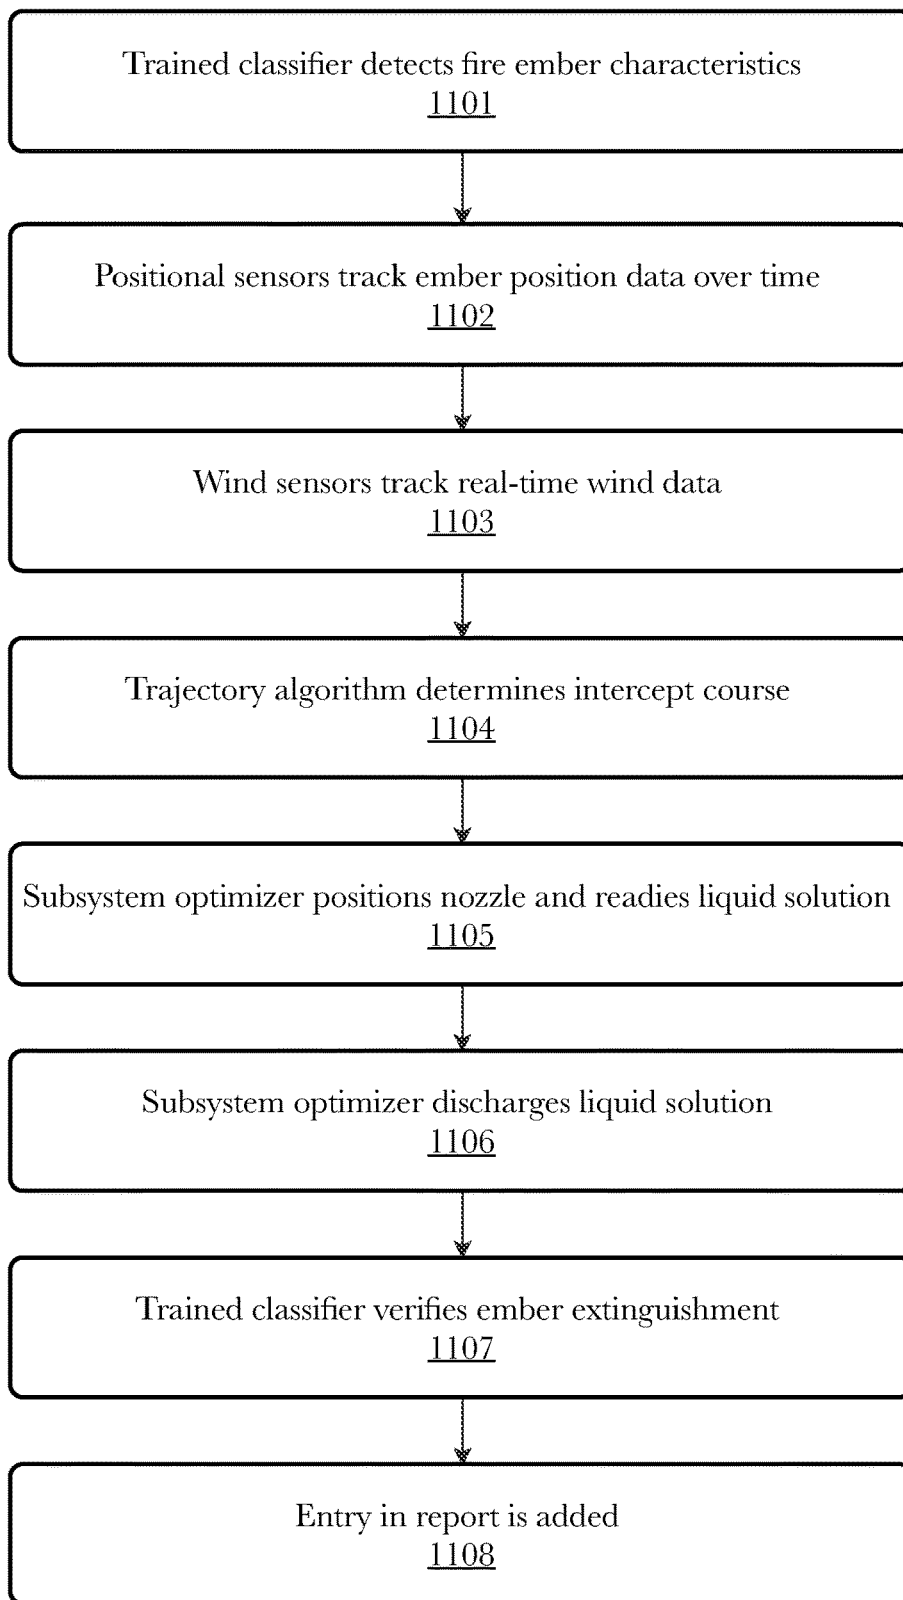 Trained classifier detects fire ember characteristics
1101
Positional sensors track ember position data over time
1102
Wind sensors track real-time wind data
1103
Trajectory algorithm determines intercept course
1104
Subsystem optimizer positions nozzle and readies liquid solution
1105
Subsystem optimizer discharges liquid solution
1106
Trained classifier verifies ember extinguishment
1107
Entry in report is added
1108